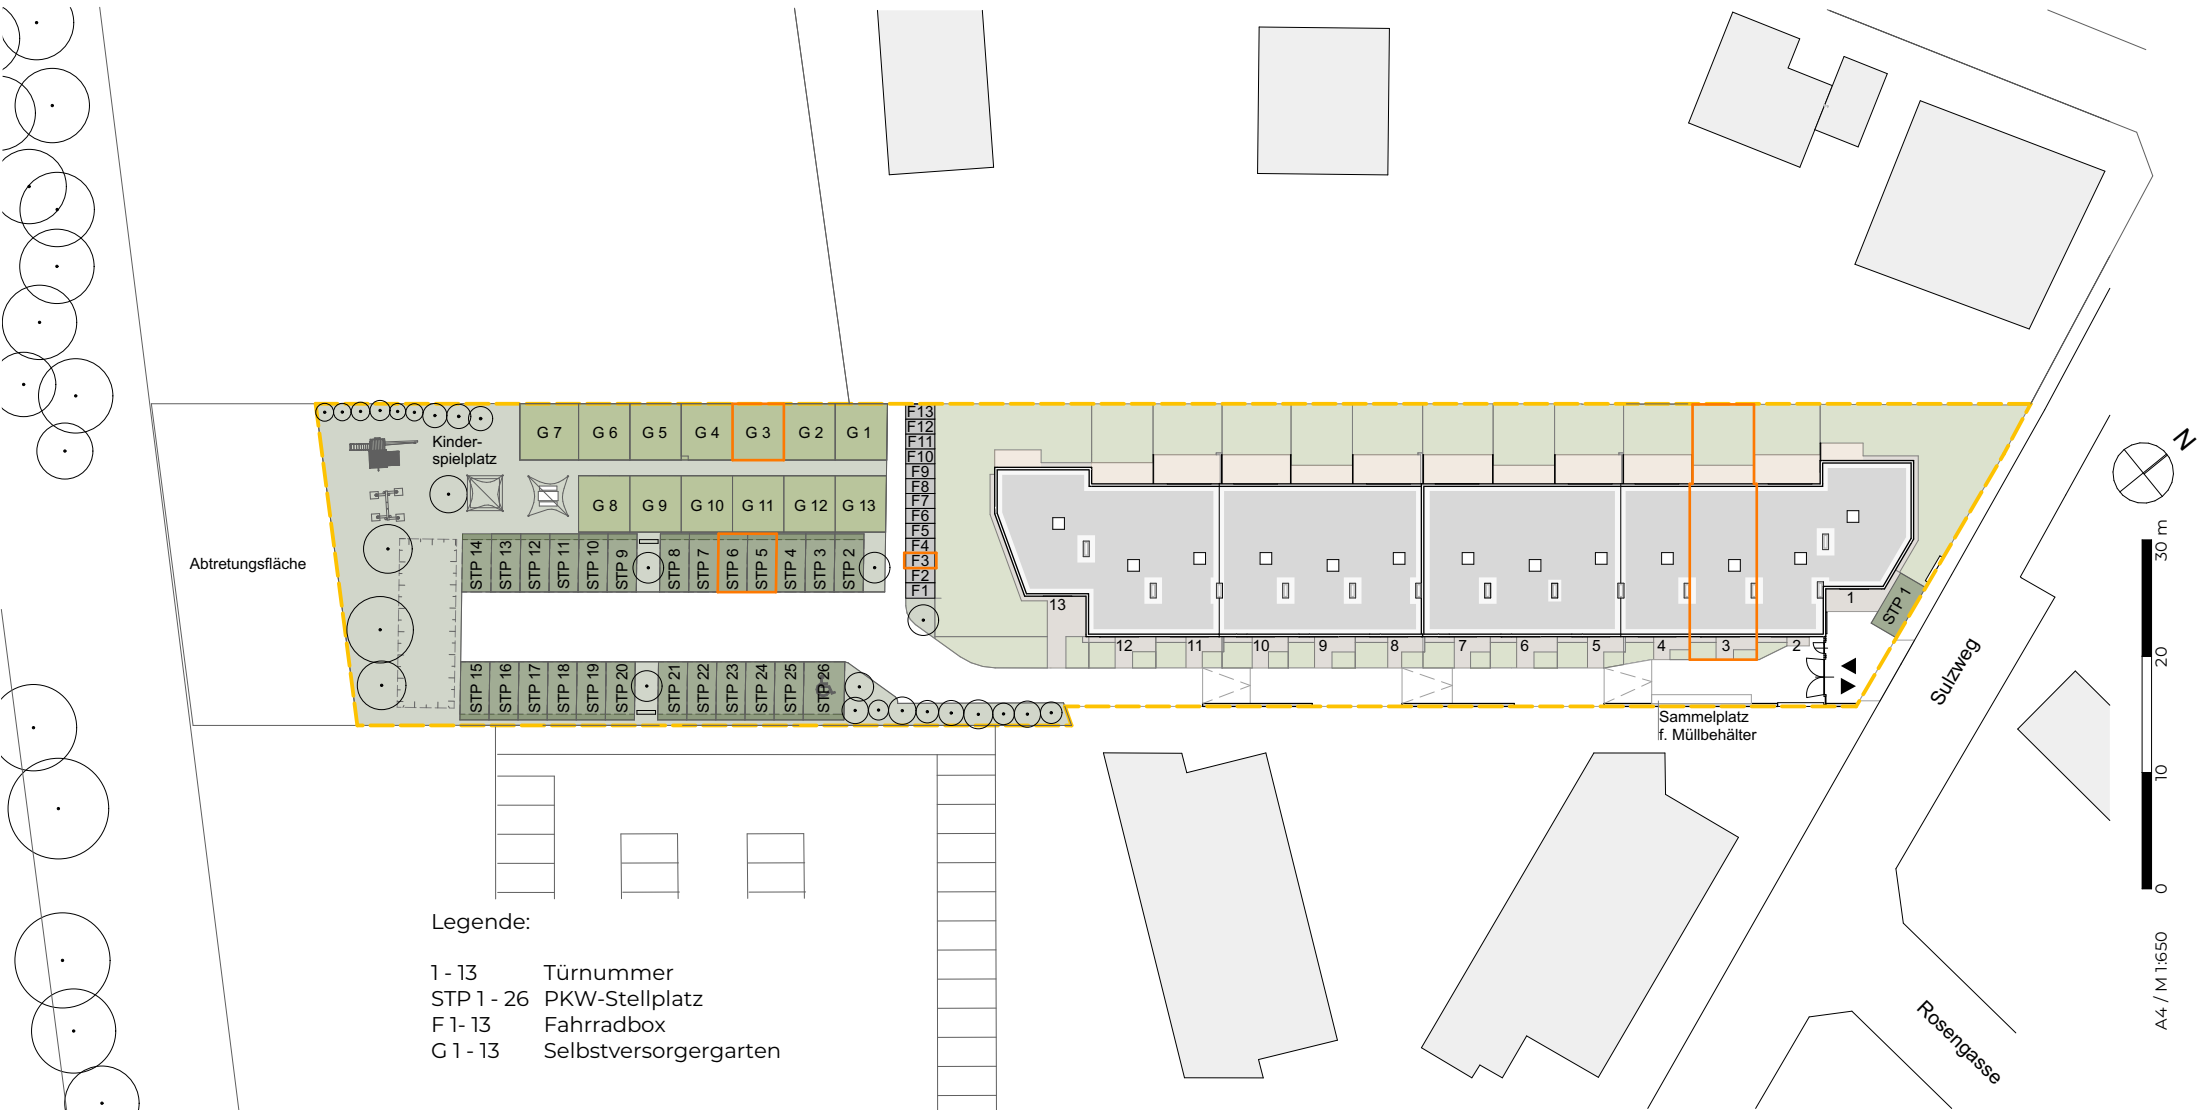 Kinder-
spielplatz
G 7
G 6
G 5
G 4
G 3
G 2
G 1
G 8
G 9
G 10
G 11
G 12
G 13
F13
F12
F11
F10
F9
F8
F7
F6
F5
F4
F3
F2
F1
STP 14
STP 13
STP 12
STP 11
STP 10
STP 9
STP 8
STP 7
STP 6
STP 5
STP 4
STP 3
STP 2
Abtretungsfläche
STP 15
STP 16
STP 17
STP 18
STP 19
STP 20
STP 21
STP 22
STP 23
STP 24
STP 25
STP 26
13
12
11
10
9
8
7
6
5
4
3
2
1
STP 1
Sammelplatz
f. Müllbehälter
Sulzweg
Rosengasse
N
30 m
20
10
0
A4 / M 1:650
Legende:
1 - 13 Türnummer
STP 1 - 26 PKW-Stellplatz
F 1- 13 Fahrradbox
G 1 - 13 Selbstversorgergarten